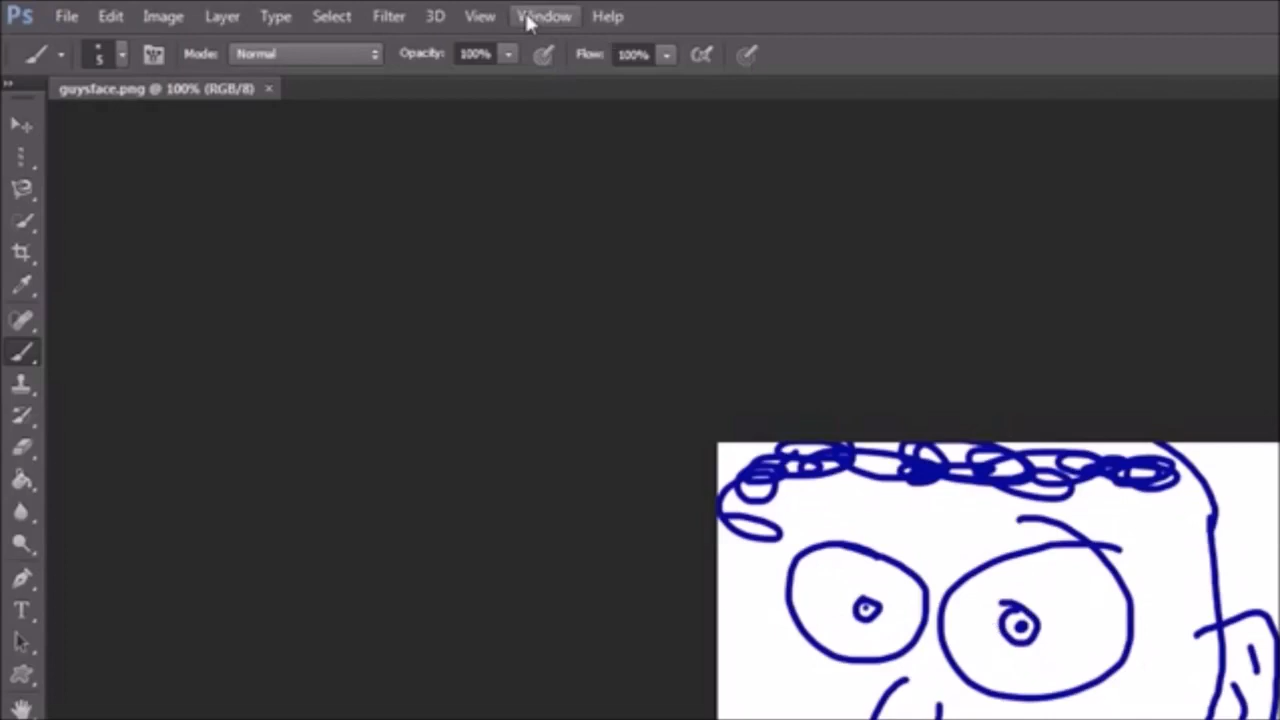 Ps File Edit Image Layer Type Select Filter 3D View Window Help
5 Mode: Normal Opacity: 100% Flow: 100%
guysface.png @ 100% (RGB/8) ×
T